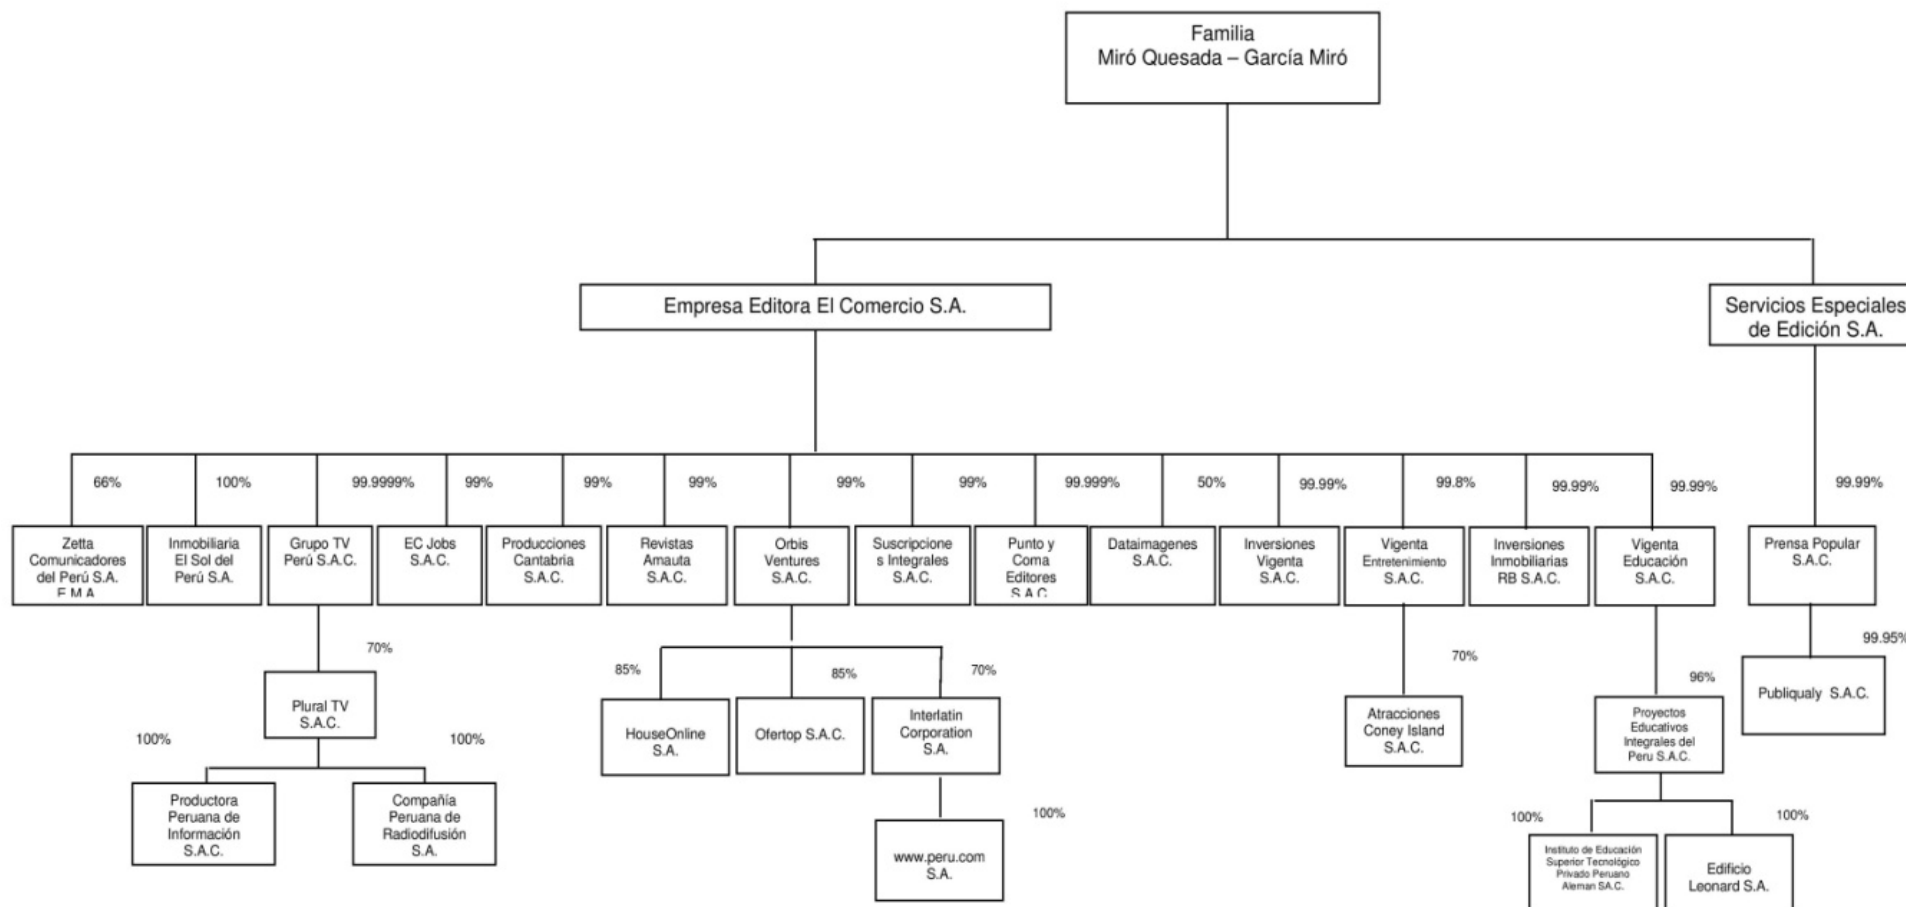 Familia
Miró Quesada – García Miró
Empresa Editora El Comercio S.A.
Servicios Especiales
de Edición S.A.
66%
100%
99.9999%
99%
99%
99%
99%
99%
99.999%
50%
99.99%
99.8%
99.99%
99.99%
99.99%
Zetta
Comunicadores
del Perú S.A.
E.M.A.
Inmobiliaria
El Sol del
Perú S.A.
Grupo TV
Perú S.A.C.
EC Jobs
S.A.C.
Producciones
Cantabria
S.A.C.
Revistas
Amauta
S.A.C.
Orbis
Ventures
S.A.C.
Suscripcione
s Integrales
S.A.C.
Punto y
Coma
Editores
S.A.C.
Dataimagenes
S.A.C.
Inversiones
Vigenta
S.A.C.
Vigenta
Entretenimiento
S.A.C.
Inversiones
Inmobiliarias
RB S.A.C.
Vigenta
Educación
S.A.C.
Prensa Popular
S.A.C.
70%
85%
85%
70%
70%
96%
99.95%
Plural TV
S.A.C.
HouseOnline
S.A.
Ofertop S.A.C.
Interlatin
Corporation
S.A.
Atracciones
Coney Island
S.A.C.
Proyectos
Educativos
Integrales del
Peru S.A.C.
Publiqualy S.A.C.
100%
100%
100%
100%
100%
Productora
Peruana de
Información
S.A.C.
Compañía
Peruana de
Radiodifusión
S.A.
www.peru.com
S.A.
Instituto de Educación
Superior Tecnológico
Privado Peruano
Aleman SA.C.
Edificio
Leonard S.A.